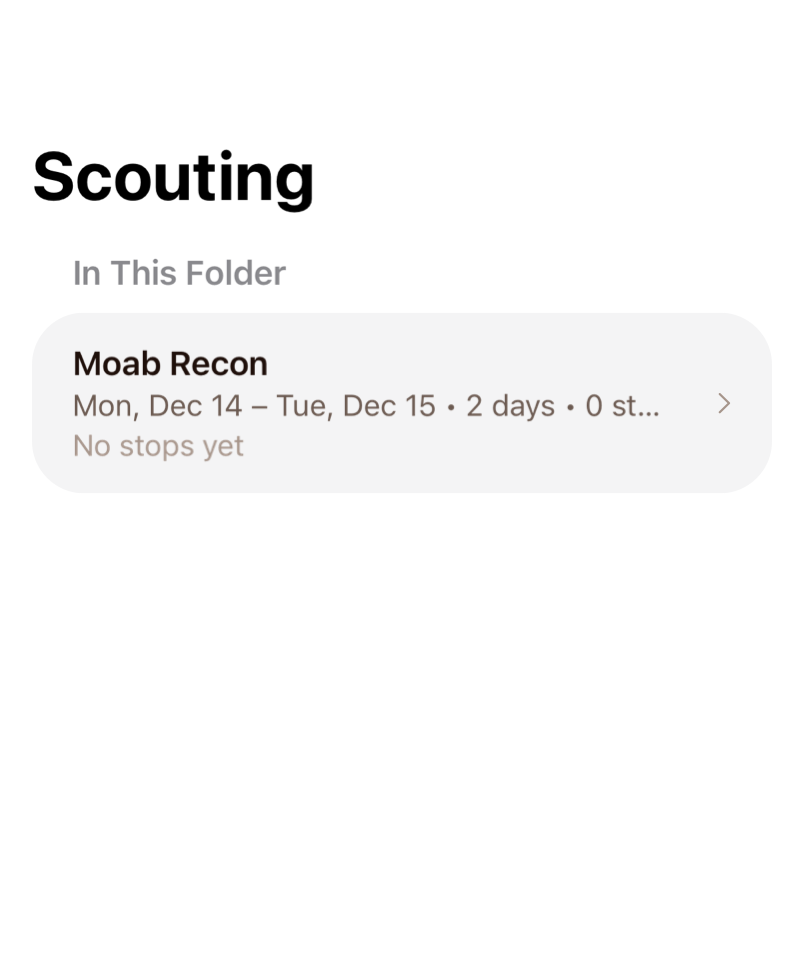 Scouting
In This Folder
Moab Recon
Mon, Dec 14 – Tue, Dec 15 • 2 days • 0 st...
No stops yet